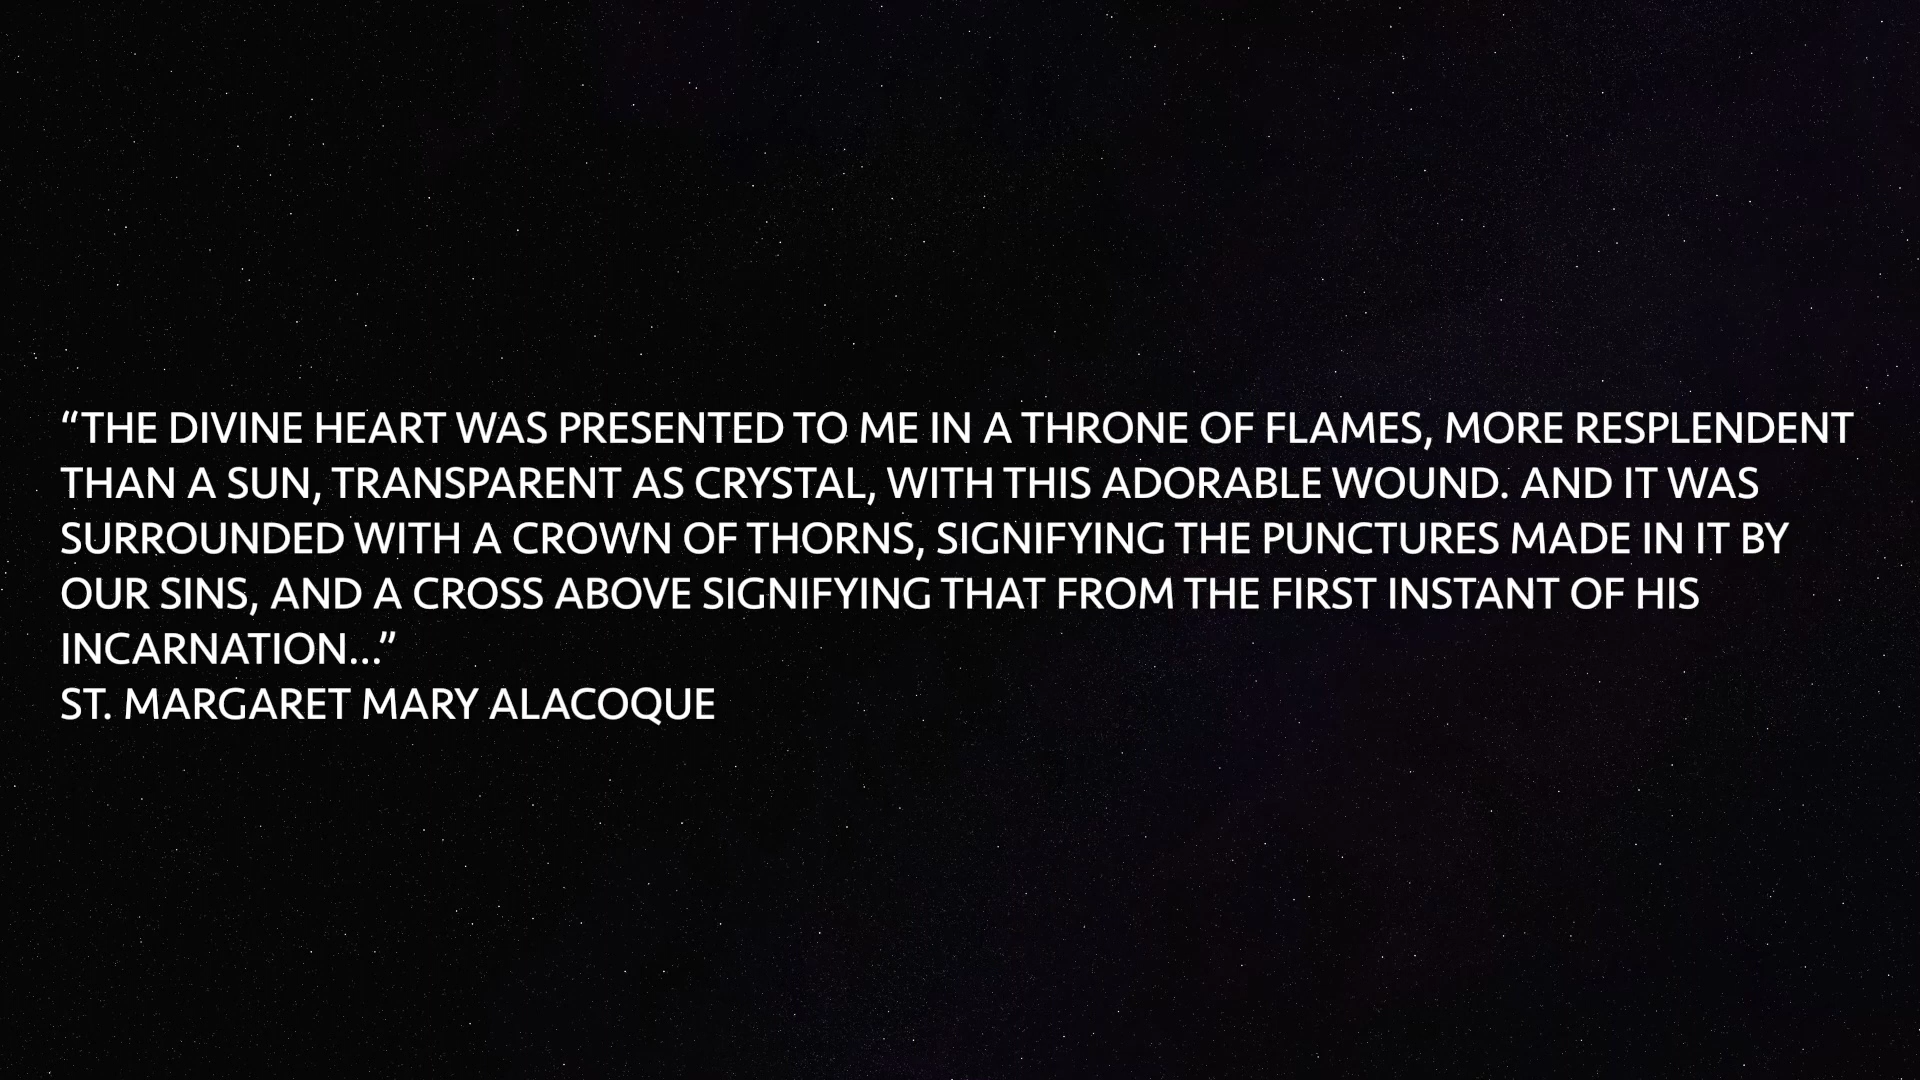 “THE DIVINE HEART WAS PRESENTED TO ME IN A THRONE OF FLAMES, MORE RESPLENDENT
THAN A SUN, TRANSPARENT AS CRYSTAL, WITH THIS ADORABLE WOUND. AND IT WAS
SURROUNDED WITH A CROWN OF THORNS, SIGNIFYING THE PUNCTURES MADE IN IT BY
OUR SINS, AND A CROSS ABOVE SIGNIFYING THAT FROM THE FIRST INSTANT OF HIS
INCARNATION...”
ST. MARGARET MARY ALACOQUE